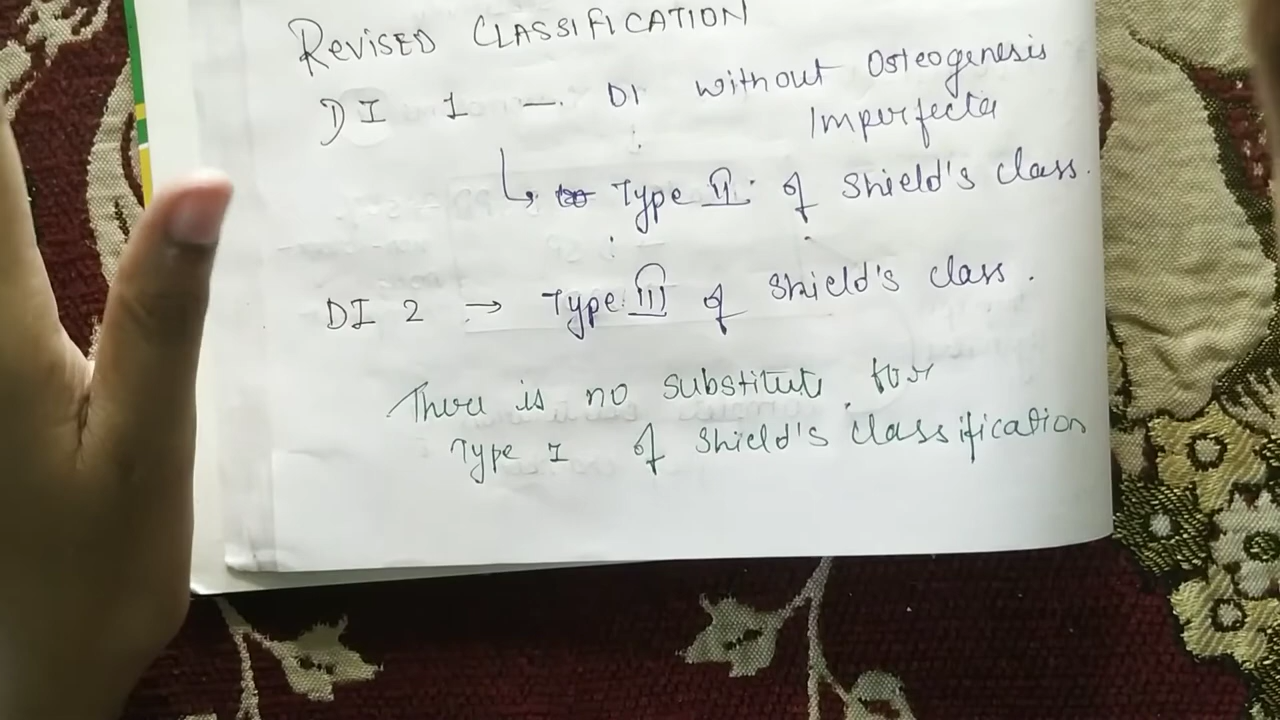 REVISED CLASSIFICATION
DI 1 — DI without Osteogenesis
Imperfecta
↳ Type II of Shield's class.
DI 2 → Type III of Shield's class.
There is no substitute for
Type I of Shield's classification